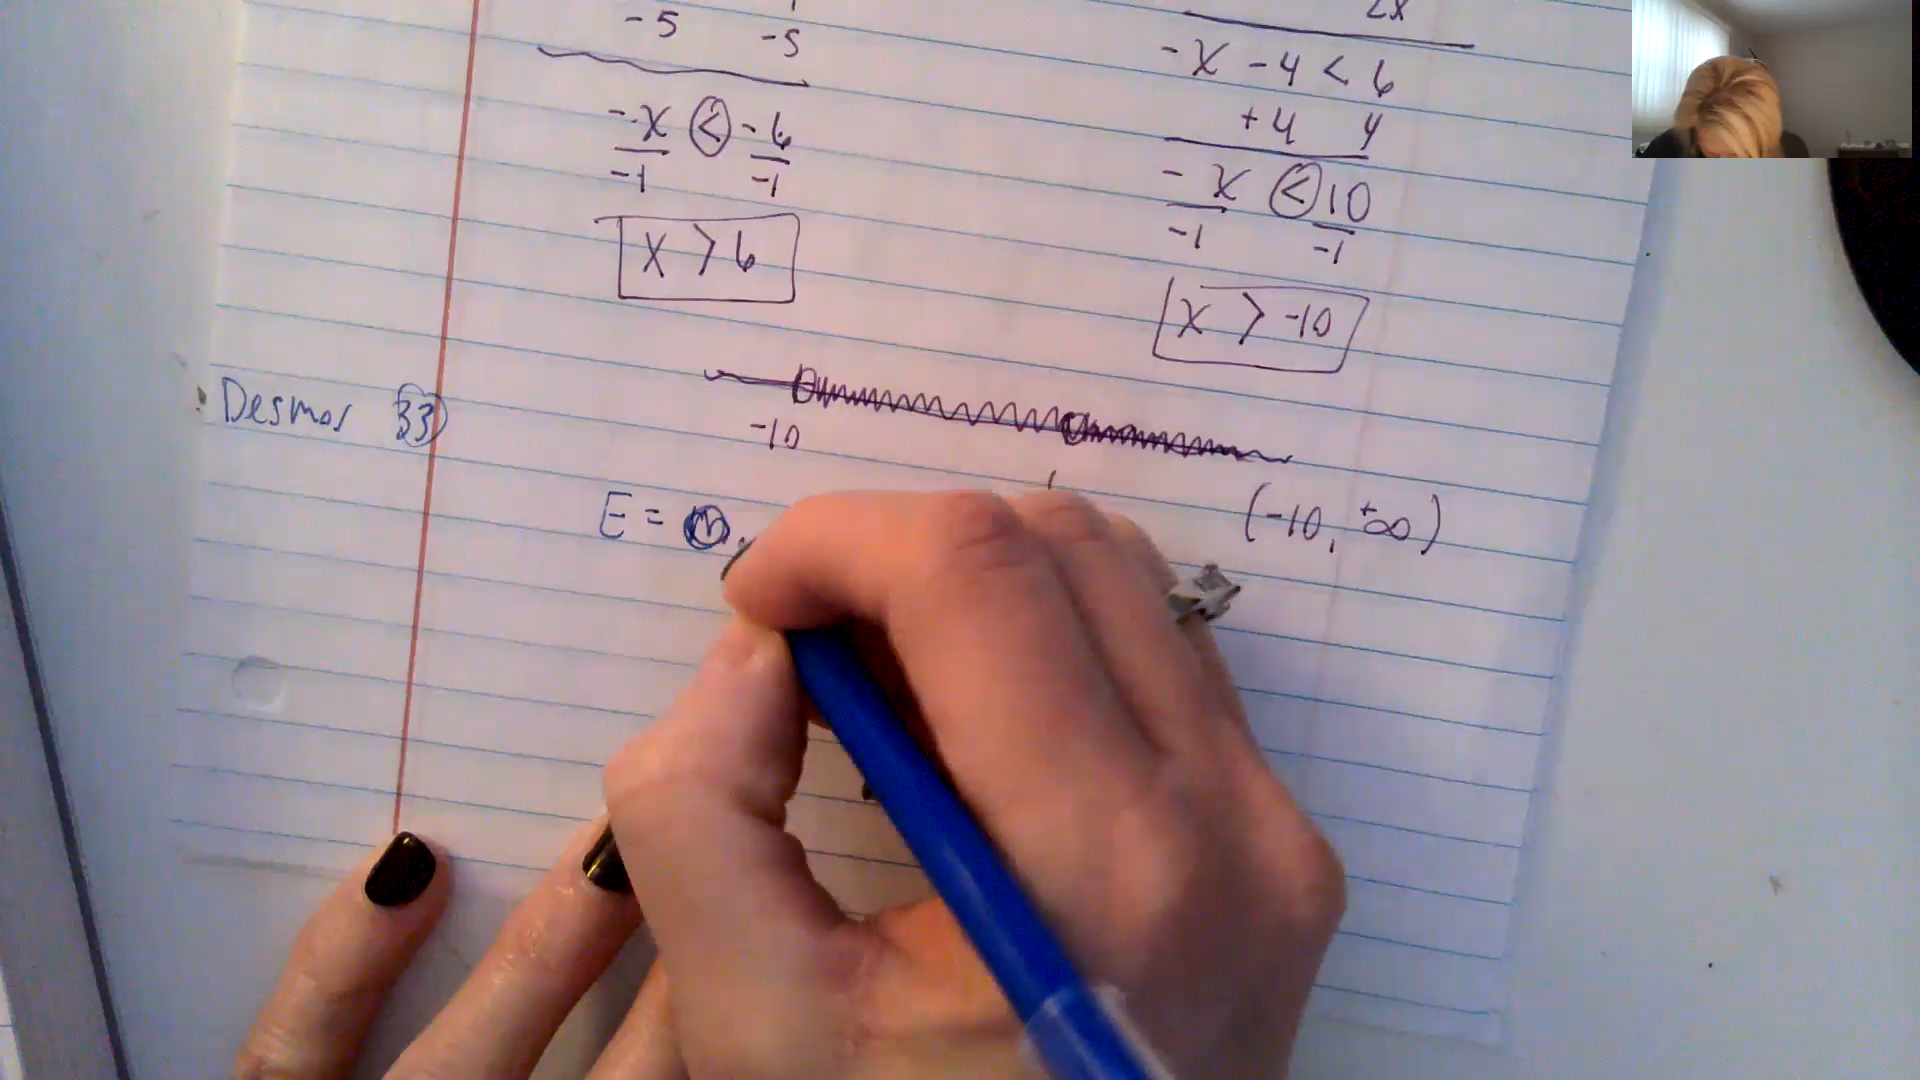 -5 -5
2x
-x < -6
-1 -1
x > 6
-x - 4 < 6
+4 4
-x < 10
-1 -1
x > -10
Desmos 33
-10
E =
(-10, +∞)